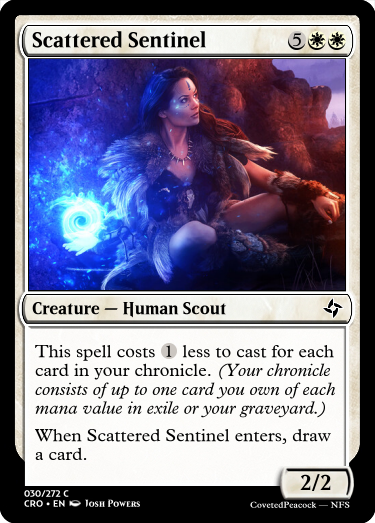 Scattered Sentinel 5
Creature — Human Scout
This spell costs 1 less to cast for each
card in your chronicle. (Your chronicle
consists of up to one card you own of each
mana value in exile or your graveyard.)
When Scattered Sentinel enters, draw
a card.
2/2
030/272 C
CRO • EN Josh Powers
CovetedPeacock — NFS